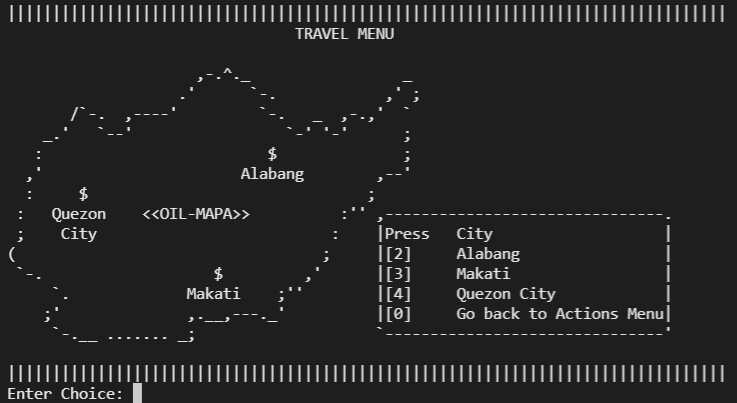 TRAVEL MENU
$
Alabang
$
Quezon City
<<OIL-MAPA>>
$
Makati
Press City
[2] Alabang
[3] Makati
[4] Quezon City
[0] Go back to Actions Menu
Enter Choice: